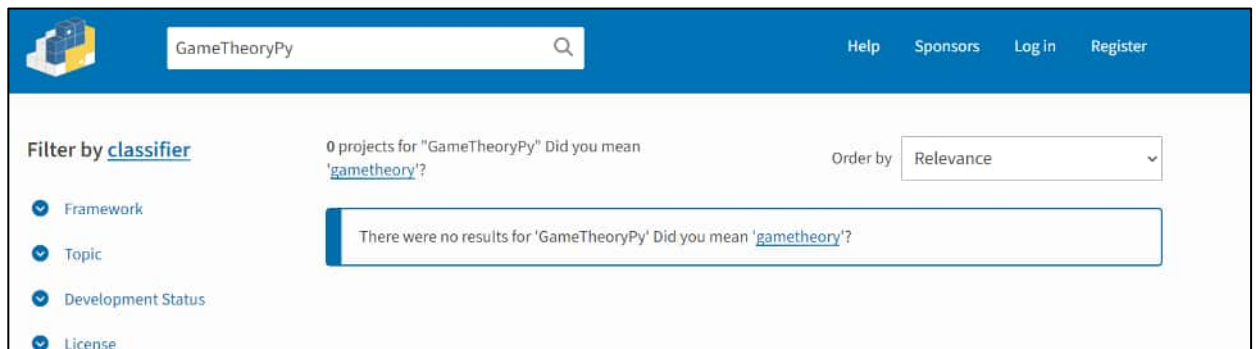 GameTheoryPy
Help Sponsors Log in Register
Filter by classifier
0 projects for "GameTheoryPy" Did you mean
'gametheory'?
Order by Relevance
Framework
There were no results for 'GameTheoryPy' Did you mean 'gametheory'?
Topic
Development Status
License